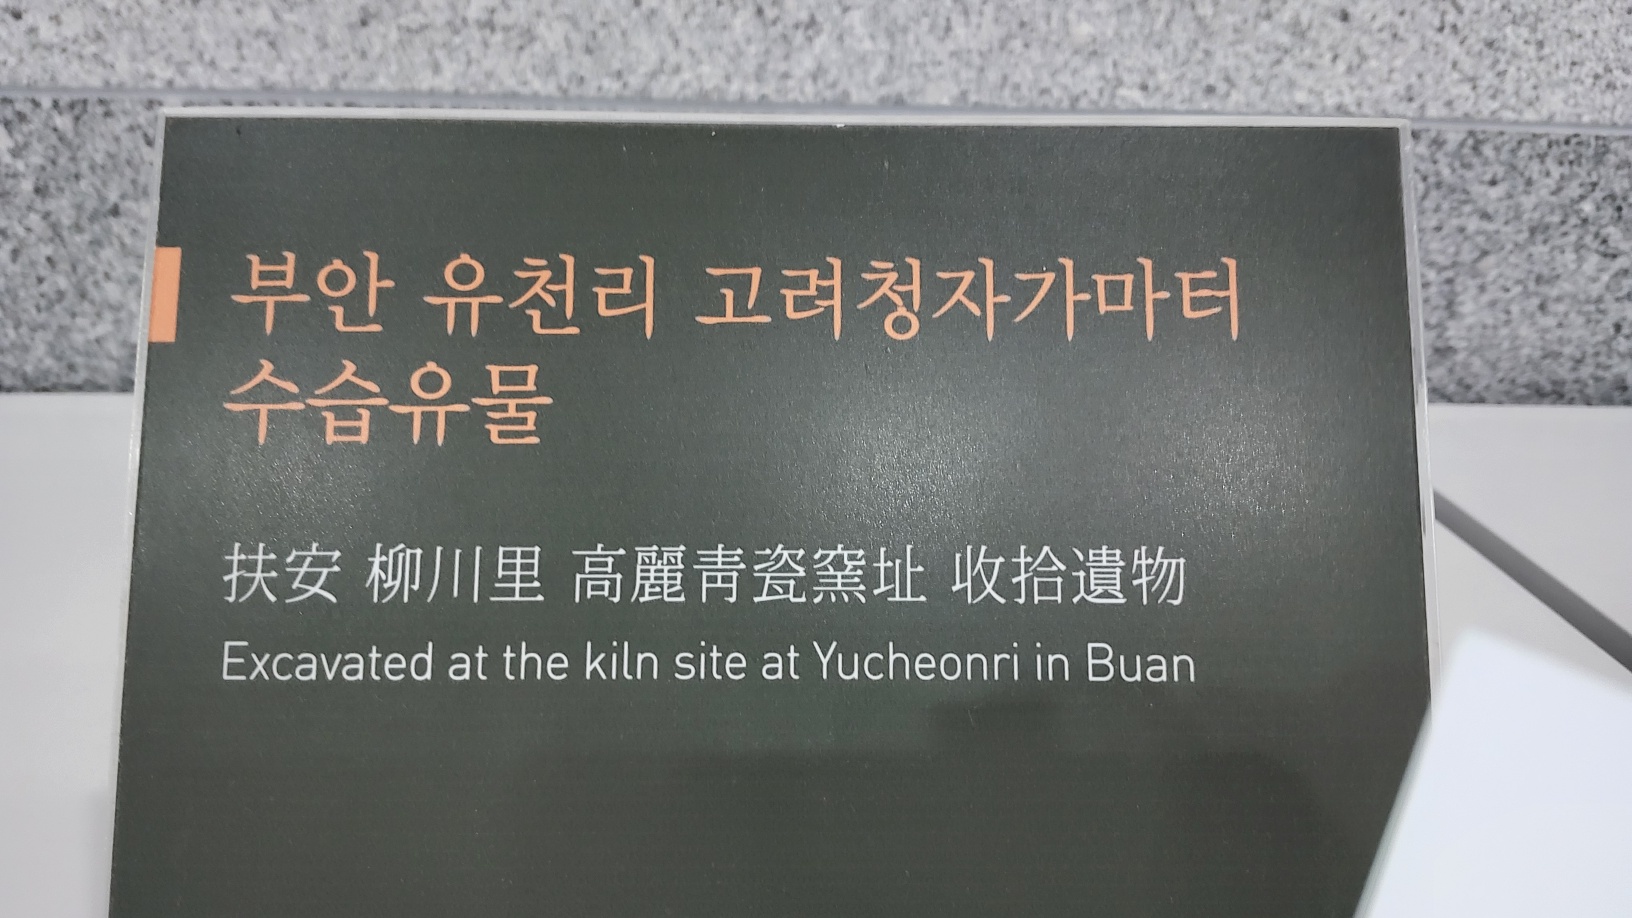 부안 유천리 고려청자가마터
수습유물
扶安 柳川里 高麗靑瓷窯址 收拾遺物
Excavated at the kiln site at Yucheonri in Buan